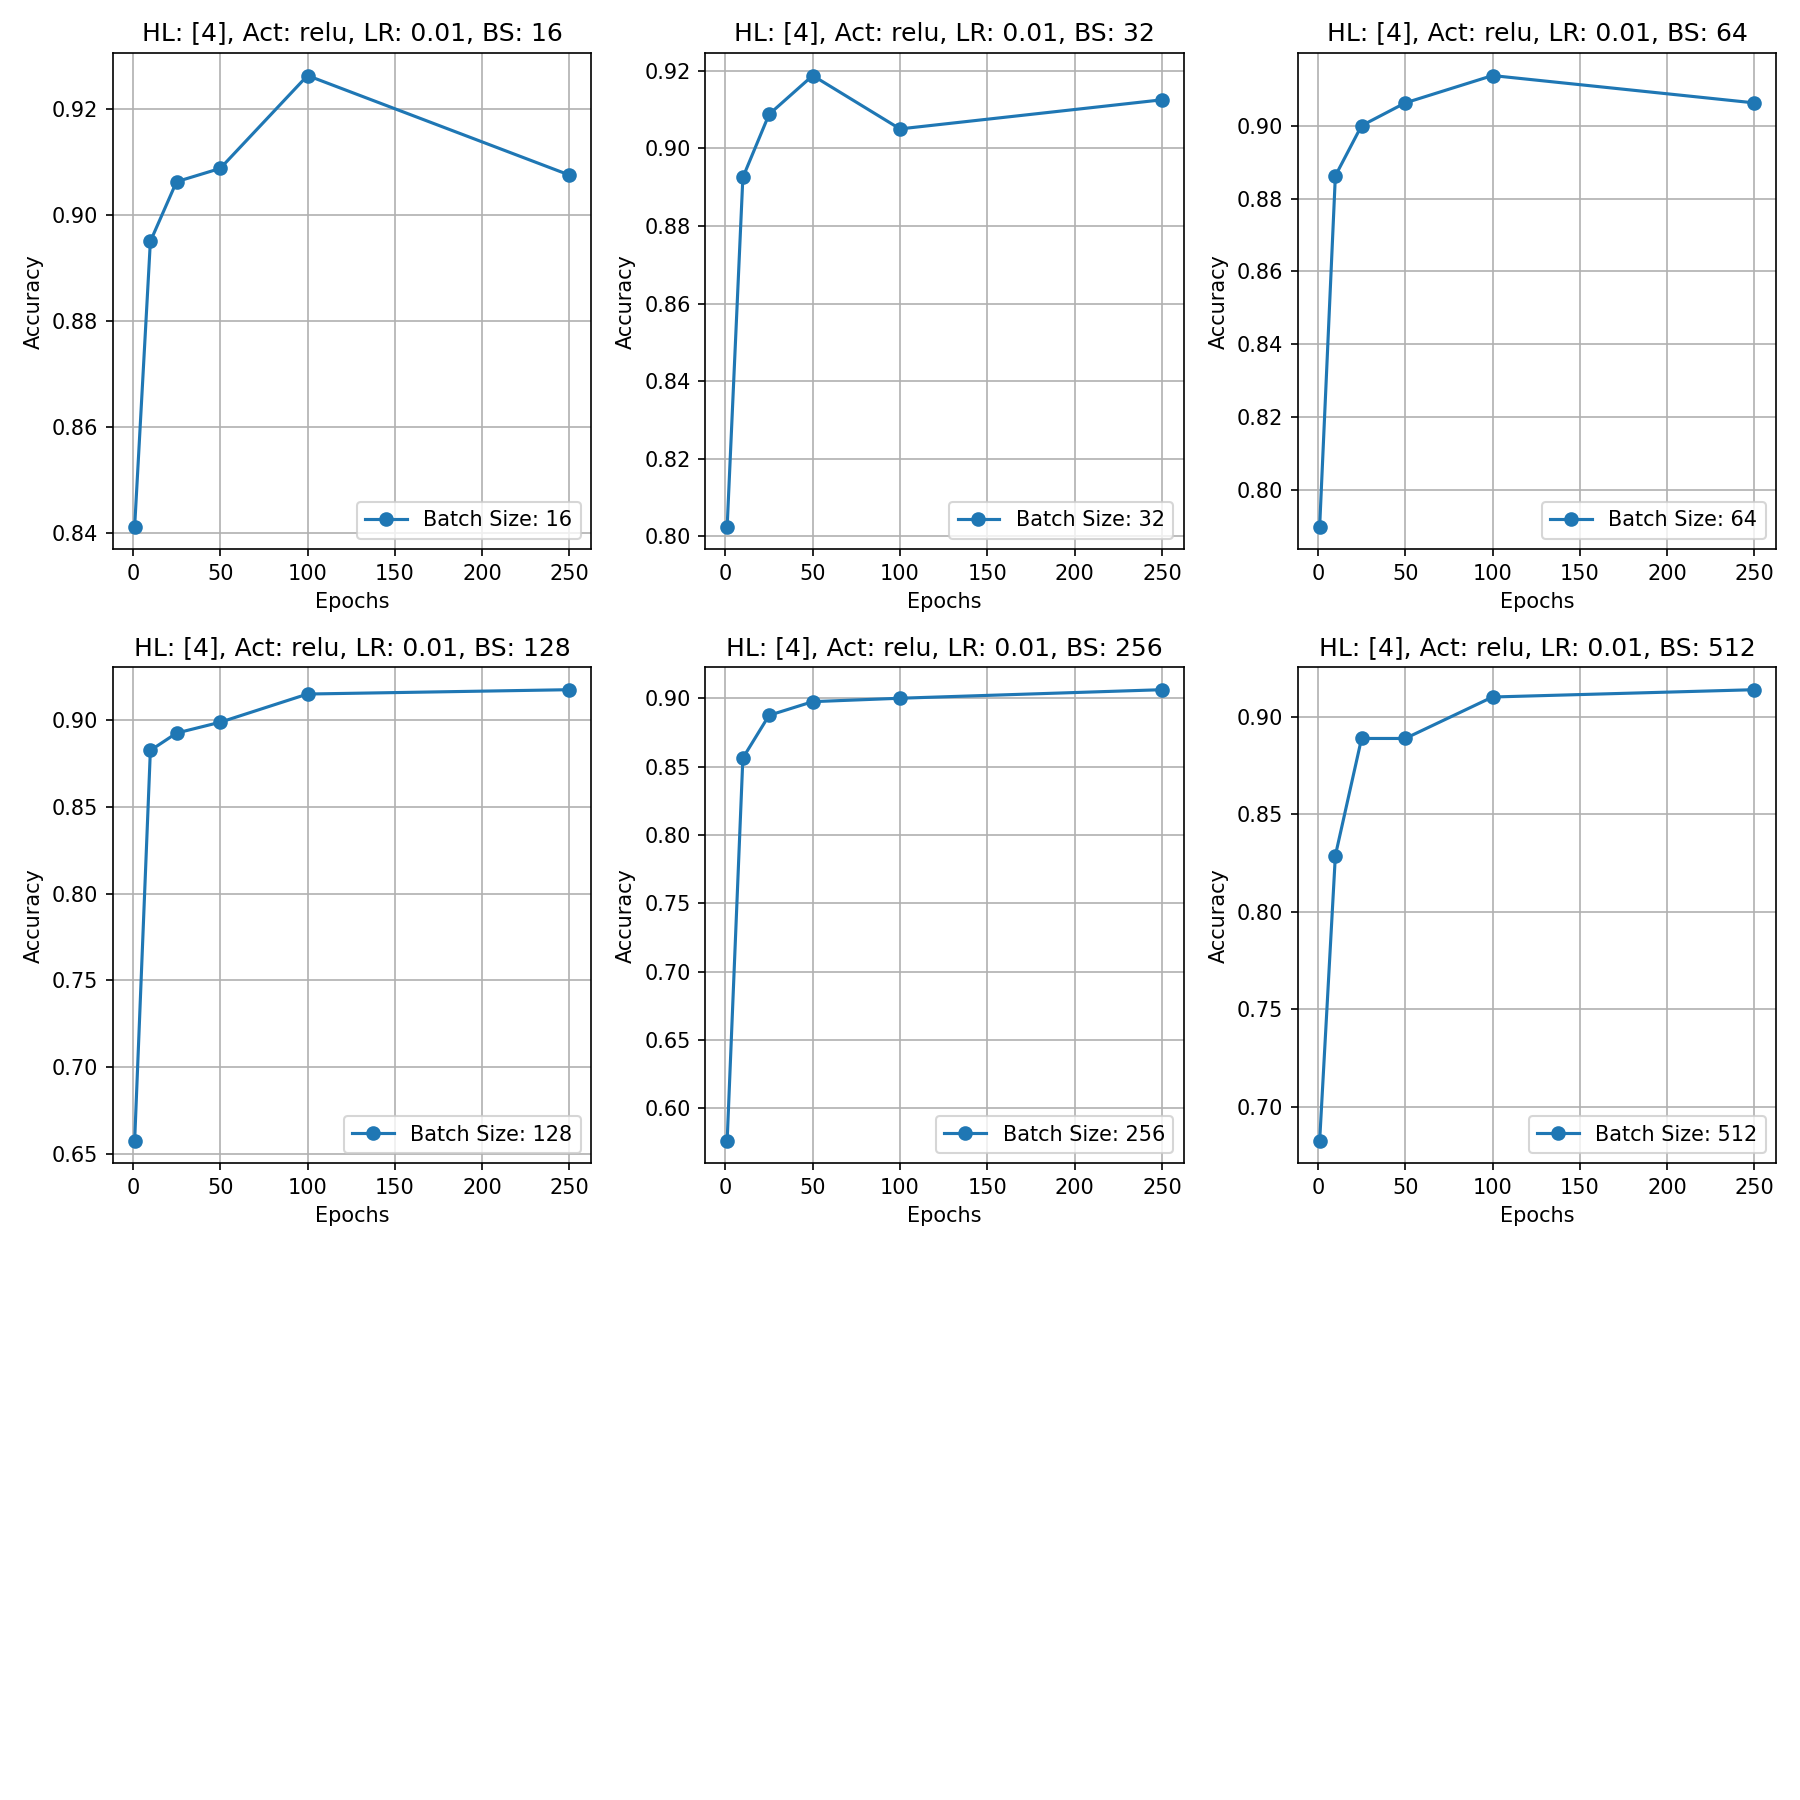 HL: [4], Act: relu, LR: 0.01, BS: 16
Accuracy
0.92
0.90
0.88
0.86
0.84
Batch Size: 16
0 50 100 150 200 250
Epochs
HL: [4], Act: relu, LR: 0.01, BS: 32
Accuracy
0.92
0.90
0.88
0.86
0.84
0.82
0.80
Batch Size: 32
0 50 100 150 200 250
Epochs
HL: [4], Act: relu, LR: 0.01, BS: 64
Accuracy
0.90
0.88
0.86
0.84
0.82
0.80
Batch Size: 64
0 50 100 150 200 250
Epochs
HL: [4], Act: relu, LR: 0.01, BS: 128
Accuracy
0.90
0.85
0.80
0.75
0.70
0.65
Batch Size: 128
0 50 100 150 200 250
Epochs
HL: [4], Act: relu, LR: 0.01, BS: 256
Accuracy
0.90
0.85
0.80
0.75
0.70
0.65
0.60
Batch Size: 256
0 50 100 150 200 250
Epochs
HL: [4], Act: relu, LR: 0.01, BS: 512
Accuracy
0.90
0.85
0.80
0.75
0.70
Batch Size: 512
0 50 100 150 200 250
Epochs